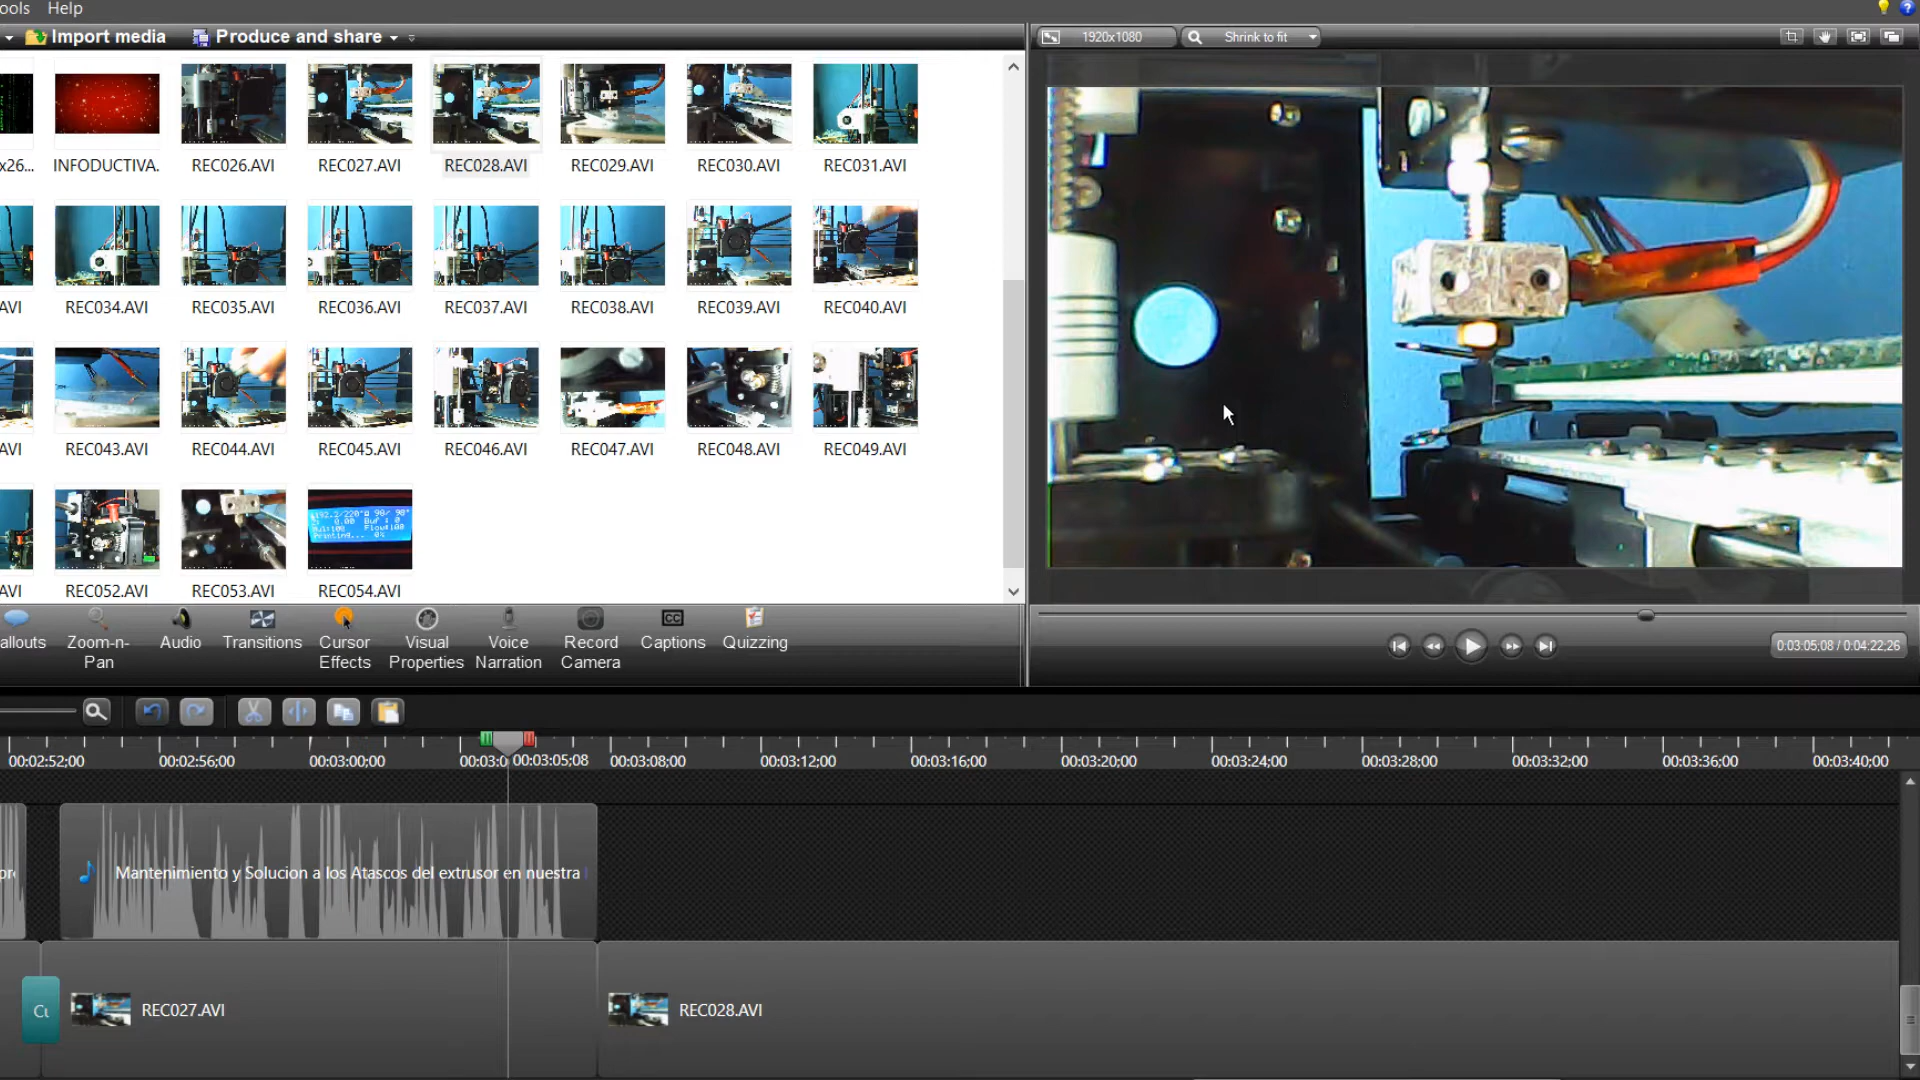 ools Help
Import media Produce and share
1920x1080 Shrink to fit
x26... INFODUCTIVA. REC026.AVI REC027.AVI REC028.AVI REC029.AVI REC030.AVI REC031.AVI
AVI REC034.AVI REC035.AVI REC036.AVI REC037.AVI REC038.AVI REC039.AVI REC040.AVI
AVI REC043.AVI REC044.AVI REC045.AVI REC046.AVI REC047.AVI REC048.AVI REC049.AVI
AVI REC052.AVI REC053.AVI REC054.AVI
allouts Zoom-n-Pan Audio Transitions Cursor Effects Visual Properties Voice Narration Record Camera Captions Quizzing
0:03:05;08 / 0:04:22;26
00:02:52;00 00:02:56;00 00:03:00;00 00:03:0 00:03:05;08 00:03:08;00 00:03:12;00 00:03:16;00 00:03:20;00 00:03:24;00 00:03:28;00 00:03:32;00 00:03:36;00 00:03:40;00
Mantenimiento y Solucion a los Atascos del extrusor en nuestra
REC027.AVI REC028.AVI